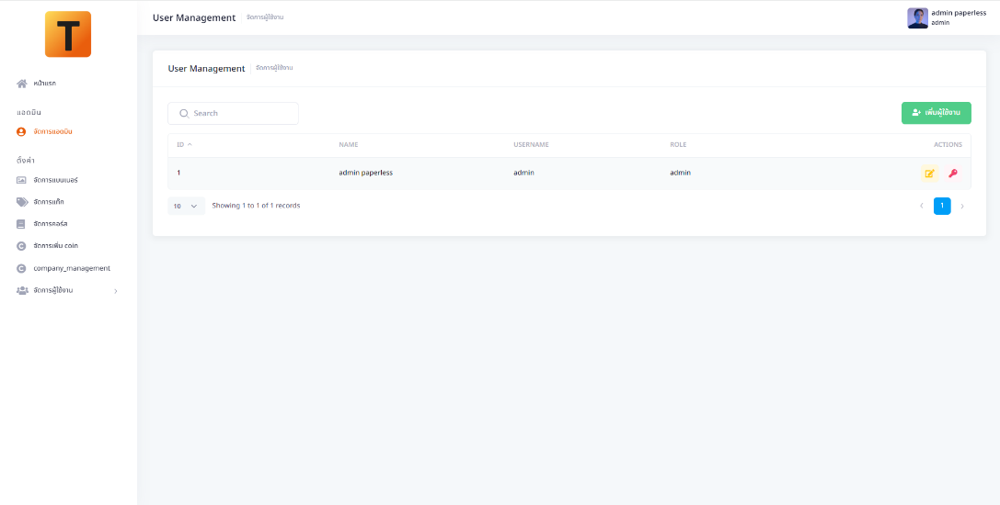 T
User Management
จัดการผู้ใช้งาน
admin paperless
admin
หน้าแรก
แอดมิน
จัดการแอดมิน
ตั้งค่า
จัดการแบนเนอร์
จัดการแท็ก
จัดการคอร์ส
จัดการเพิ่ม coin
company_management
จัดการผู้ใช้งาน
User Management
จัดการผู้ใช้งาน
Search
เพิ่มผู้ใช้งาน
ID NAME USERNAME ROLE ACTIONS
1 admin paperless admin admin
10 Showing 1 to 1 of 1 records
1